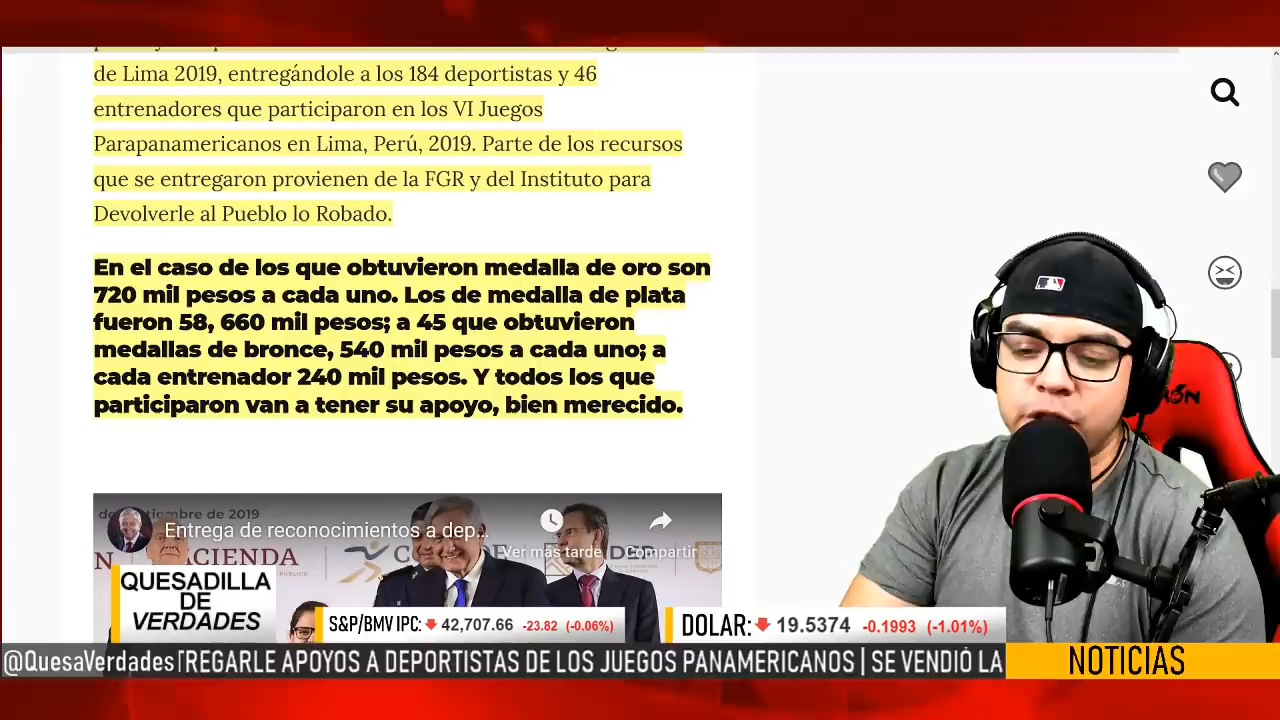 de Lima 2019, entregándole a los 184 deportistas y 46
entrenadores que participaron en los VI Juegos
Parapanamericanos en Lima, Perú, 2019. Parte de los recursos
que se entregaron provienen de la FGR y del Instituto para
Devolverle al Pueblo lo Robado.
En el caso de los que obtuvieron medalla de oro son
720 mil pesos a cada uno. Los de medalla de plata
fueron 58, 660 mil pesos; a 45 que obtuvieron
medallas de bronce, 540 mil pesos a cada uno; a
cada entrenador 240 mil pesos. Y todos los que
participaron van a tener su apoyo, bien merecido.
Entrega de reconocimientos a dep...
Ver más tarde
Compartir
QUESADILLA
DE
VERDADES
S&P/BMV IPC: 42,707.66 -23.82 (-0.06%)
DOLAR: 19.5374 -0.1993 (-1.01%)
@QuesaVerdades TREGARLE APOYOS A DEPORTISTAS DE LOS JUEGOS PANAMERICANOS | SE VENDIÓ LA
NOTICIAS